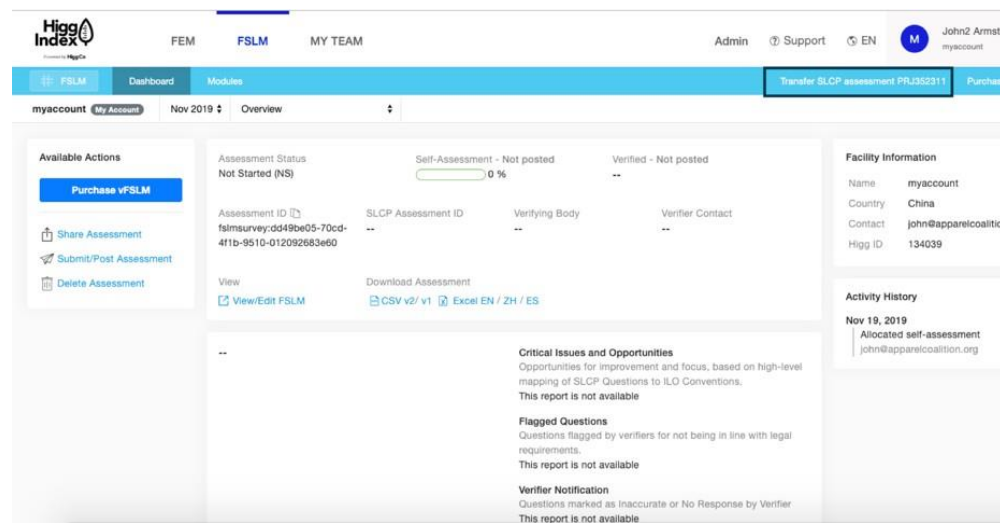 Higg
Index
Powered by HiggCo
FEM
FSLM
MY TEAM
Admin
Support
EN
M
John2 Armst
myaccount
FSLM
Dashboard
Modules
Transfer SLCP assessment PRJ352311
Purchas
myaccount My Account
Nov 2019
Overview
Available Actions
Purchase vFSLM
Share Assessment
Submit/Post Assessment
Delete Assessment
Assessment Status
Not Started (NS)
Self-Assessment - Not posted
0 %
Verified - Not posted
--
Assessment ID
fslmsurvey:dd49be05-70cd-
4f1b-9510-012092683e60
SLCP Assessment ID
--
Verifying Body
--
Verifier Contact
--
View
View/Edit FSLM
Download Assessment
CSV v2/ v1 Excel EN / ZH / ES
--
Critical Issues and Opportunities
Opportunities for improvement and focus, based on high-level
mapping of SLCP Questions to ILO Conventions.
This report is not available
Flagged Questions
Questions flagged by verifiers for not being in line with legal
requirements.
This report is not available
Verifier Notification
Questions marked as Inaccurate or No Response by Verifier
This report is not available
Facility Information
Name myaccount
Country China
Contact john@apparelcoalitio
Higg ID 134039
Activity History
Nov 19, 2019
Allocated self-assessment
john@apparelcoalition.org